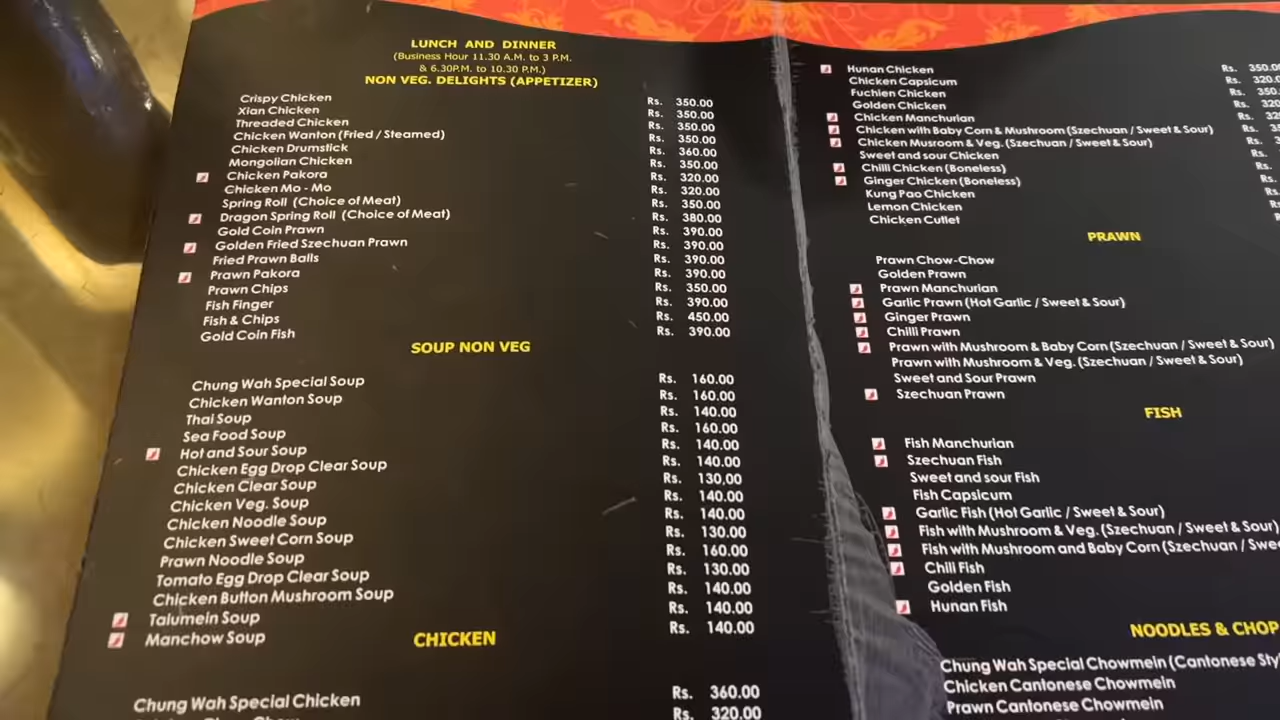 LUNCH AND DINNER
(Business Hour 11.30 A.M. to 3 P.M.
& 6.30P.M. to 10.30 P.M.)
NON VEG. DELIGHTS (APPETIZER)
Crispy Chicken Rs. 350.00
Xian Chicken Rs. 350.00
Threaded Chicken Rs. 350.00
Chicken Wanton (Fried / Steamed) Rs. 350.00
Chicken Drumstick Rs. 360.00
Mongolian Chicken Rs. 350.00
Chicken Pakora Rs. 320.00
Chicken Mo - Mo Rs. 320.00
Spring Roll (Choice of Meat) Rs. 350.00
Dragon Spring Roll (Choice of Meat) Rs. 380.00
Gold Coin Prawn Rs. 390.00
Golden Fried Szechuan Prawn Rs. 390.00
Fried Prawn Balls Rs. 390.00
Prawn Pakora Rs. 390.00
Prawn Chips Rs. 350.00
Fish Finger Rs. 390.00
Fish & Chips Rs. 450.00
Gold Coin Fish Rs. 390.00
SOUP NON VEG
Chung Wah Special Soup Rs. 160.00
Chicken Wanton Soup Rs. 160.00
Thai Soup Rs. 140.00
Sea Food Soup Rs. 160.00
Hot and Sour Soup Rs. 140.00
Chicken Egg Drop Clear Soup Rs. 140.00
Chicken Clear Soup Rs. 130,00
Chicken Veg. Soup Rs. 140.00
Chicken Noodle Soup Rs. 140.00
Chicken Sweet Corn Soup Rs. 130.00
Prawn Noodle Soup Rs. 160.00
Tomato Egg Drop Clear Soup Rs. 130.00
Chicken Button Mushroom Soup Rs. 140.00
Talumein Soup Rs. 140.00
Manchow Soup Rs. 140.00
CHICKEN
Chung Wah Special Chicken Rs. 360.00
Rs. 320.00
Hunan Chicken Rs. 350.00
Chicken Capsicum Rs. 320.0
Fuchien Chicken Rs. 350.
Golden Chicken Rs. 320
Chicken Manchurian Rs. 32
Chicken with Baby Corn & Mushroom (Szechuan / Sweet & Sour) Rs.
Chicken Musroom & Veg. (Szechuan / Sweet & Sour) Rs.
Sweet and sour Chicken Rs.
Chilli Chicken (Boneless) Rs.
Ginger Chicken (Boneless) Rs.
Kung Pao Chicken
Lemon Chicken
Chicken Cutlet
PRAWN
Prawn Chow-Chow
Golden Prawn
Prawn Manchurian
Garlic Prawn (Hot Garlic / Sweet & Sour)
Ginger Prawn
Chilli Prawn
Prawn with Mushroom & Baby Corn (Szechuan / Sweet & Sour)
Prawn with Mushroom & Veg. (Szechuan / Sweet & Sour)
Sweet and Sour Prawn
Szechuan Prawn
FISH
Fish Manchurian
Szechuan Fish
Sweet and sour Fish
Fish Capsicum
Garlic Fish (Hot Garlic / Sweet & Sour)
Fish with Mushroom & Veg. (Szechuan / Sweet & Sour)
Fish with Mushroom and Baby Corn (Szechuan / Swe
Chili Fish
Golden Fish
Hunan Fish
NOODLES & CHOP
Chung Wah Special Chowmein (Cantonese Sty
Chicken Cantonese Chowmein
Prawn Cantonese Chowmein